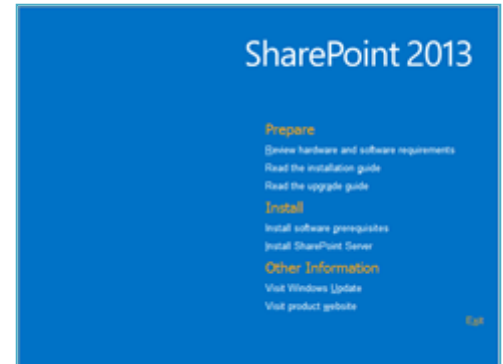 SharePoint 2013
Prepare
Review hardware and software requirements
Read the installation guide
Read the upgrade guide
Install
Install software prerequisites
Install SharePoint Server
Other Information
Visit Windows Update
Visit product website
Exit